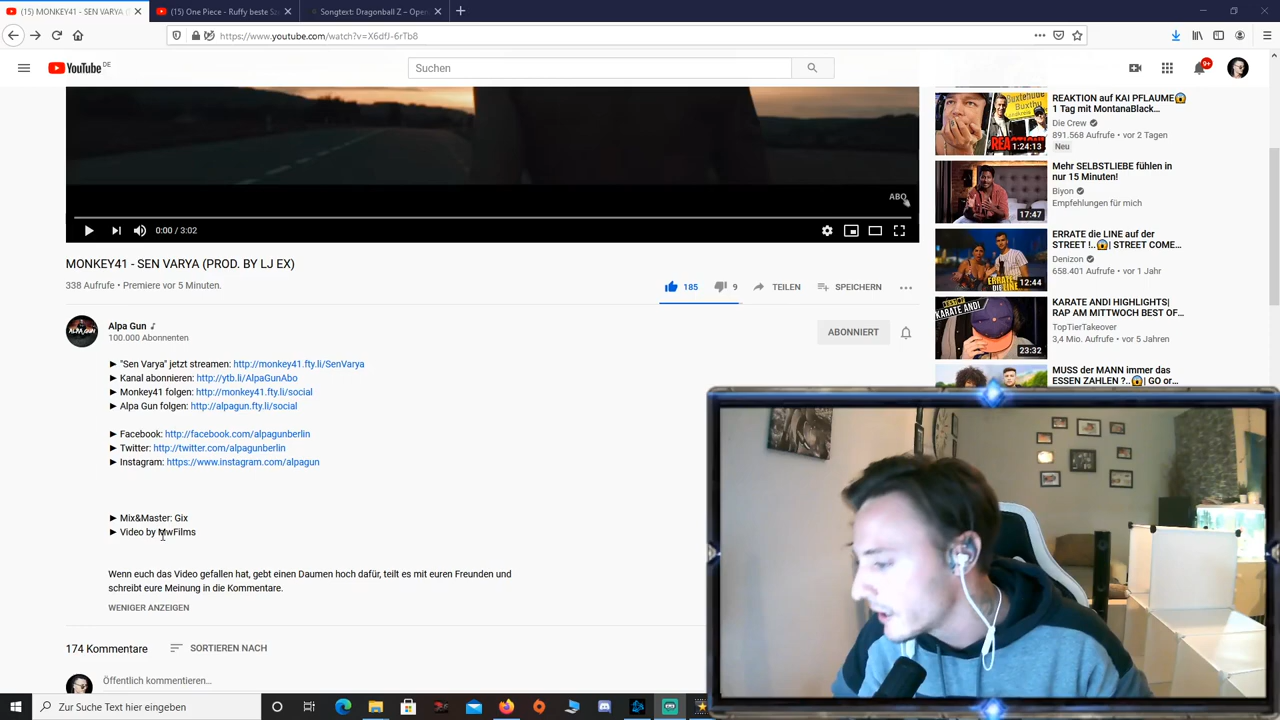 (15) MONKEY41 - SEN VARYA (P
(15) One Piece - Ruffy beste Sz
Songtext: Dragonball Z – Open
https://www.youtube.com/watch?v=X6dfJ-6rTb8
YouTube DE
Suchen
9+
ABO
0:00 / 3:02
MONKEY41 - SEN VARYA (PROD. BY LJ EX)
338 Aufrufe • Premiere vor 5 Minuten.
185
9
TEILEN
SPEICHERN
Alpa Gun
100.000 Abonnenten
ABONNIERT
► "Sen Varya" jetzt streamen: http://monkey41.fty.li/SenVarya
► Kanal abonnieren: http://ytb.li/AlpaGunAbo
► Monkey41 folgen: http://monkey41.fty.li/social
► Alpa Gun folgen: http://alpagun.fty.li/social
► Facebook: http://facebook.com/alpagunberlin
► Twitter: http://twitter.com/alpagunberlin
► Instagram: https://www.instagram.com/alpagun
► Mix&Master: Gix
► Video by MwFilms
Wenn euch das Video gefallen hat, gebt einen Daumen hoch dafür, teilt es mit euren Freunden und
schreibt eure Meinung in die Kommentare.
WENIGER ANZEIGEN
174 Kommentare
SORTIEREN NACH
Öffentlich kommentieren...
REAKTION auf KAI PFLAUME😱
1 Tag mit MontanaBlack...
Die Crew
891.568 Aufrufe • vor 2 Tagen
Neu
1:24:13
Mehr SELBSTLIEBE fühlen in
nur 15 Minuten!
Biyon
Empfehlungen für mich
17:47
ERRATE die LINE auf der
STREET !..😱| STREET COME...
Denizon
658.401 Aufrufe • vor 1 Jahr
12:44
KARATE ANDI HIGHLIGHTS|
RAP AM MITTWOCH BEST OF...
TopTierTakeover
3,4 Mio. Aufrufe • vor 5 Jahren
23:32
MUSS der MANN immer das
ESSEN ZAHLEN ?..😱| GO or...
Zur Suche Text hier eingeben